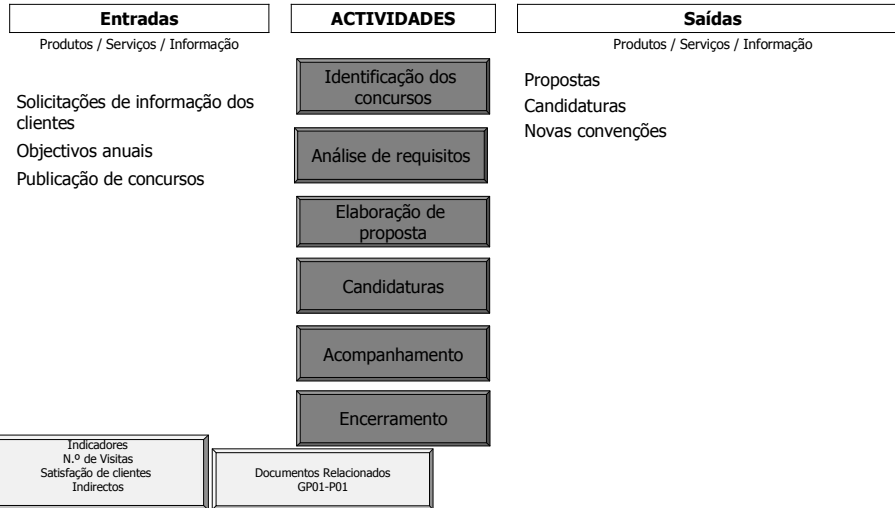 Entradas
Produtos / Serviços / Informação
Solicitações de informação dos
clientes
Objectivos anuais
Publicação de concursos
ACTIVIDADES
Identificação dos
concursos
Análise de requisitos
Elaboração de
proposta
Candidaturas
Acompanhamento
Encerramento
Saídas
Produtos / Serviços / Informação
Propostas
Candidaturas
Novas convenções
Indicadores
N.º de Visitas
Satisfação de clientes
Indirectos
Documentos Relacionados
GP01-P01